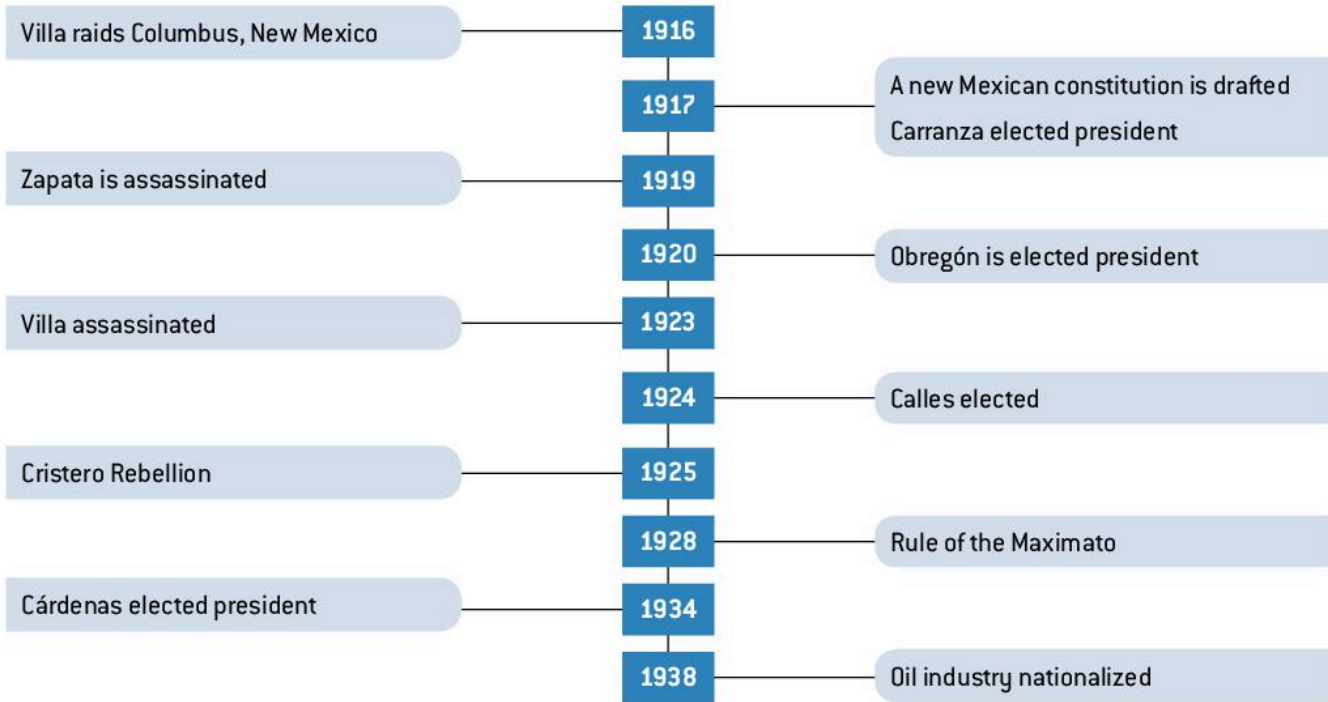 Villa raids Columbus, New Mexico
1916
1917
A new Mexican constitution is drafted
Carranza elected president
Zapata is assassinated
1919
1920
Obregón is elected president
Villa assassinated
1923
1924
Calles elected
Cristero Rebellion
1925
1928
Rule of the Maximato
Cárdenas elected president
1934
1938
Oil industry nationalized